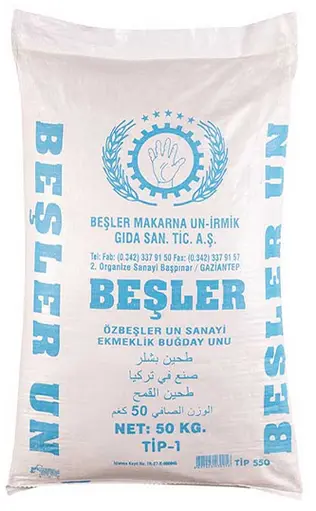 BEŞLER UN
BEŞLER MAKARNA UN-İRMİK
GIDA SAN. TİC. A.Ş.
Tel: Fab: (0.342) 337 91 50 Fax: (0.342) 337 91 57
2. Organize Sanayi Başpınar / GAZİANTEP
BEŞLER
ÖZBEŞLER UN SANAYİ
EKMEKLİK BUĞDAY UNU
طحين بشلر
صنع في تركيا
طحين القمح
الوزن الصافي 50 كغم
NET: 50 KG.
TİP-1
TİP 550
BEŞLER UN